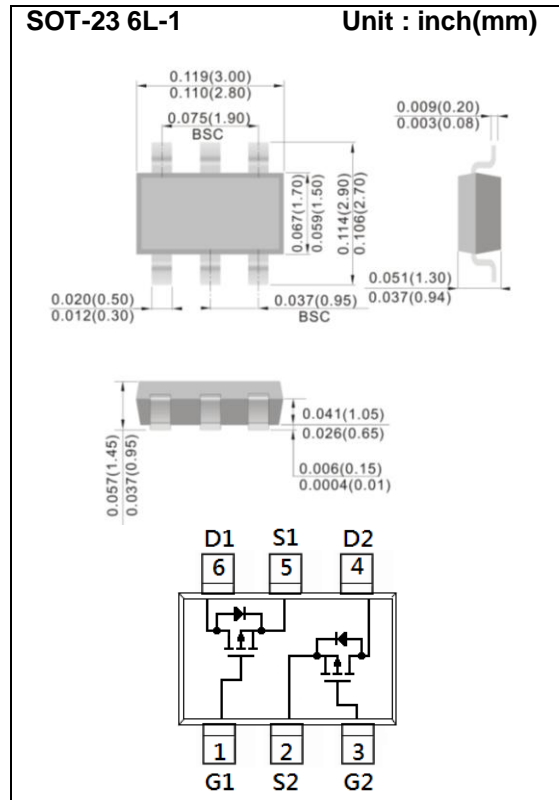 SOT-23 6L-1 Unit : inch(mm)
0.119(3.00)
0.110(2.80)
0.075(1.90)
BSC
0.009(0.20)
0.003(0.08)
0.067(1.70)
0.059(1.50)
0.114(2.90)
0.106(2.70)
0.051(1.30)
0.037(0.94)
0.020(0.50)
0.012(0.30)
0.037(0.95)
BSC
0.057(1.45)
0.037(0.95)
0.041(1.05)
0.026(0.65)
0.006(0.15)
0.0004(0.01)
D1 S1 D2
6 5 4
1 2 3
G1 S2 G2